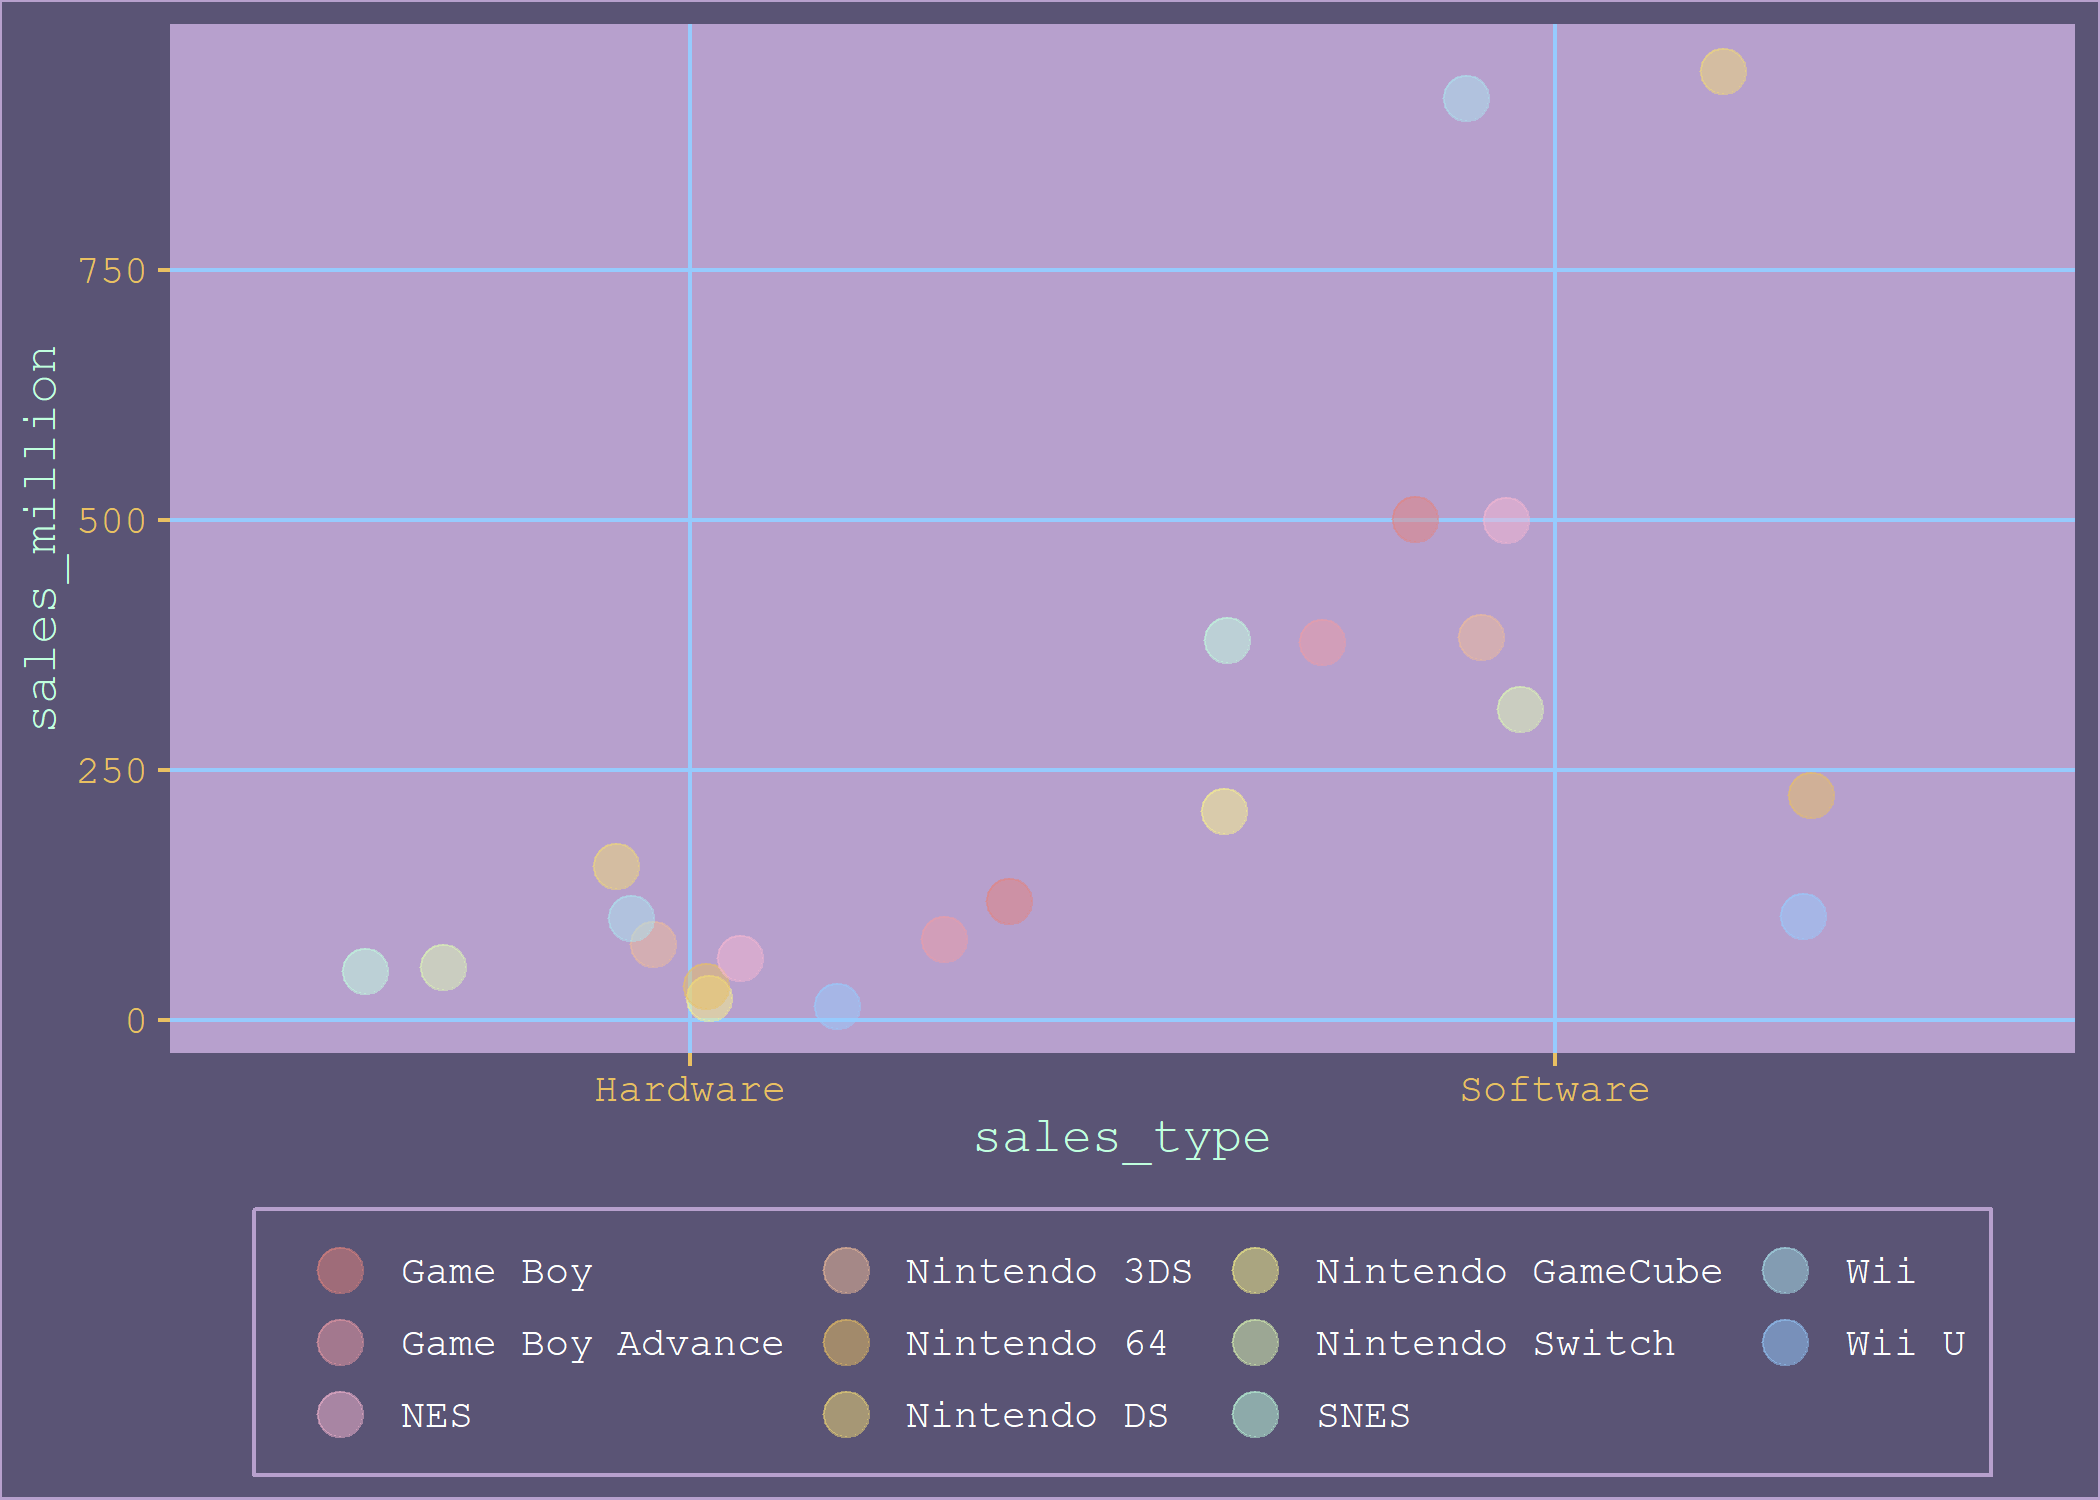 sales_million
750
500
250
0
Hardware Software
sales_type
Game Boy Nintendo 3DS Nintendo GameCube Wii
Game Boy Advance Nintendo 64 Nintendo Switch Wii U
NES Nintendo DS SNES